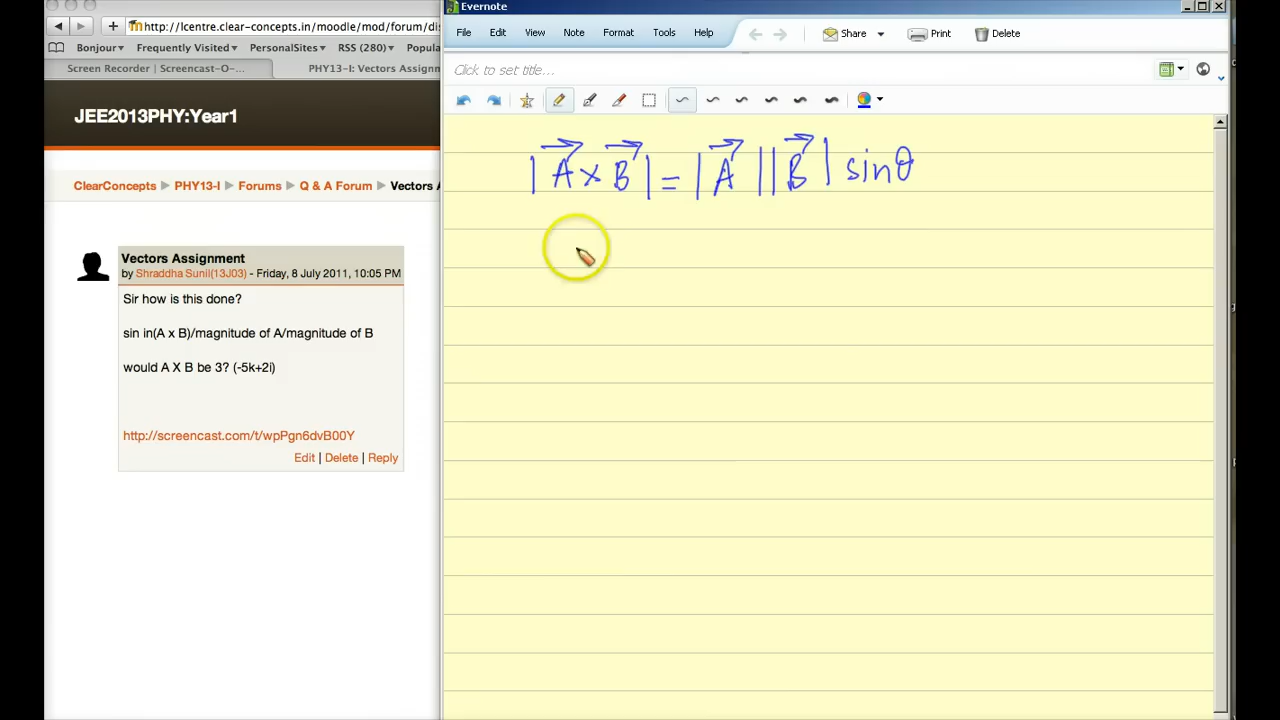 Evernote
http://lcentre.clear-concepts.in/moodle/mod/forum/di
File Edit View Note Format Tools Help Share Print Delete
Bonjour Frequently Visited PersonalSites RSS (280) Popula
Screen Recorder | Screencast-O-... PHY13-I: Vectors Assignm
Click to set title...
JEE2013PHY:Year1
|A⃗ × B⃗| = |A⃗ ||B⃗ | sinθ
ClearConcepts PHY13-I Forums Q & A Forum Vectors A
Vectors Assignment
by Shraddha Sunil(13J03) - Friday, 8 July 2011, 10:05 PM
Sir how is this done?
sin in(A x B)/magnitude of A/magnitude of B
would A X B be 3? (-5k+2i)
http://screencast.com/t/wpPgn6dvB00Y
Edit | Delete | Reply